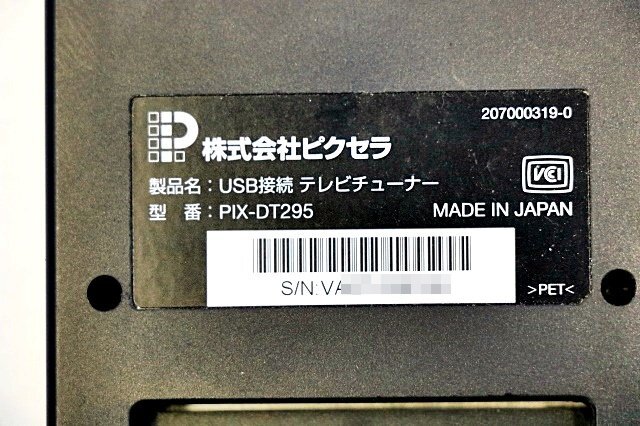 207000319-0
株式会社ピクセラ
製品名：USB接続 テレビチューナー
VCCI
型 番：PIX-DT295
MADE IN JAPAN
S/N:VA
>PET<